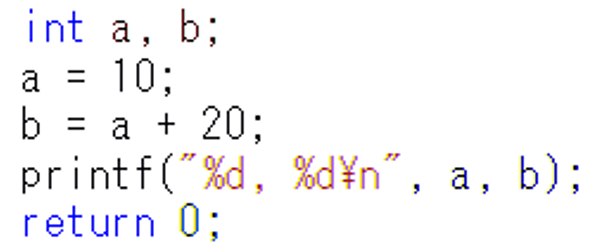 int a, b;
a = 10;
b = a + 20;
printf("%d, %d¥n", a, b);
return 0;